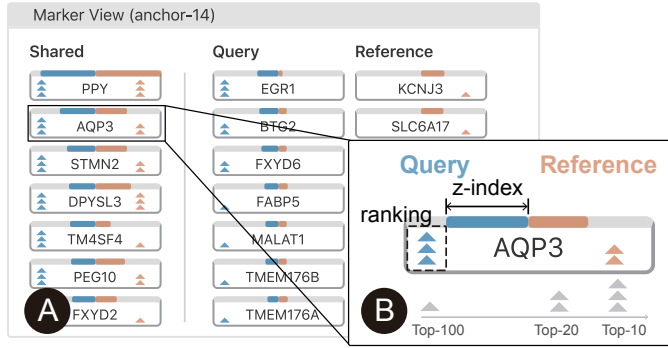 Marker View (anchor-14)
Shared Query Reference
PPY EGR1 KCNJ3
AQP3 BTG2 SLC6A17
STMN2 FXYD6
DPYSL3 FABP5
TM4SF4 MALAT1
PEG10 TMEM176B
FXYD2 TMEM176A
A
Query Reference
z-index
ranking
AQP3
B
Top-100 Top-20 Top-10